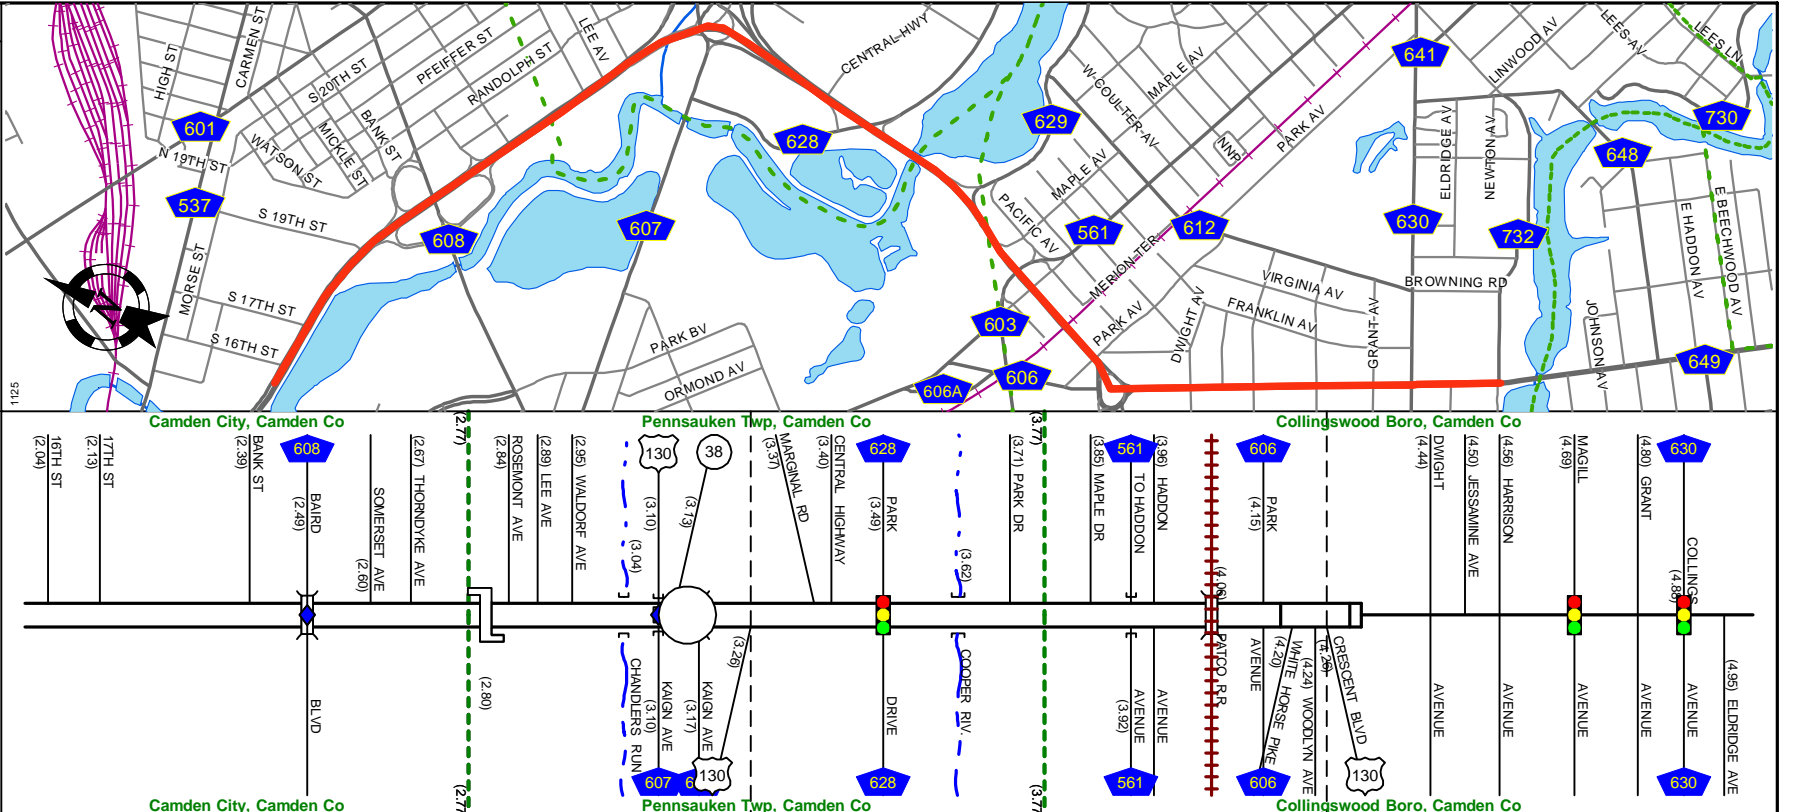 HIGH ST
CARMEN ST
S 20TH ST
PFEIFFER ST
RANDOLPH ST
LEE AV
CENTRAL HWY
W COULTER AV
MAPLE AV
PARK AV
641
LINWOOD AV
LEES AV
LEES LN
601
N 19TH ST
WATSON ST
MICKLE ST
BANK ST
628
629
NNP
ELDRIDGE AV
NEWTON AV
648
730
537
S 19TH ST
608
607
MAPLE AV
PACIFIC AV
561
612
630
732
E HADDON AV
E BEECHWOOD AV
MORSE ST
S 17TH ST
S 16TH ST
N
MERION TER
VIRGINIA AV
FRANKLIN AV
BROWNING RD
GRANT AV
DWIGHT AV
PARK AV
603
606
606A
PARK BV
ORMOND AV
JOHNSON AV
649
1125
Camden City, Camden Co
Pennsauken Twp, Camden Co
Collingswood Boro, Camden Co
16TH ST
(2.04)
17TH ST
(2.13)
BANK ST
(2.39)
608
BAIRD
(2.49)
BLVD
SOMERSET AVE
(2.60)
(2.67) THORNDYKE AVE
(2.77)
(2.80)
ROSEMONT AVE
(2.84)
(2.89) LEE AVE
(2.95) WALDORF AVE
(3.04)
CHANDLERS RUN
130
(3.10)
KAIGN AVE
(3.10)
607
38
(3.13)
KAIGN AVE
(3.17)
130
(3.26)
MARGINAL RD
(3.37)
CENTRAL HIGHWAY
(3.40)
628
PARK
(3.49)
DRIVE
628
(3.62)
COOPER RIV.
(3.71) PARK DR
(3.77)
(3.85) MAPLE DR
561
TO HADDON
AVENUE
(3.92)
561
(3.96) HADDON
AVENUE
(4.06)
PATCO R.R.
606
PARK
(4.15)
AVENUE
606
WHITE HORSE PIKE
(4.20)
(4.24) WOODLYN AVE
CRESCENT BLVD
130
DWIGHT
(4.44)
AVENUE
(4.50) JESSAMINE AVE
(4.56) HARRISON
AVENUE
MAGILL
(4.69)
AVENUE
(4.80) GRANT
AVENUE
630
COLLINGS
(4.88)
AVENUE
630
(4.95) ELDRIDGE AVE
Camden City, Camden Co
Pennsauken Twp, Camden Co
Collingswood Boro, Camden Co